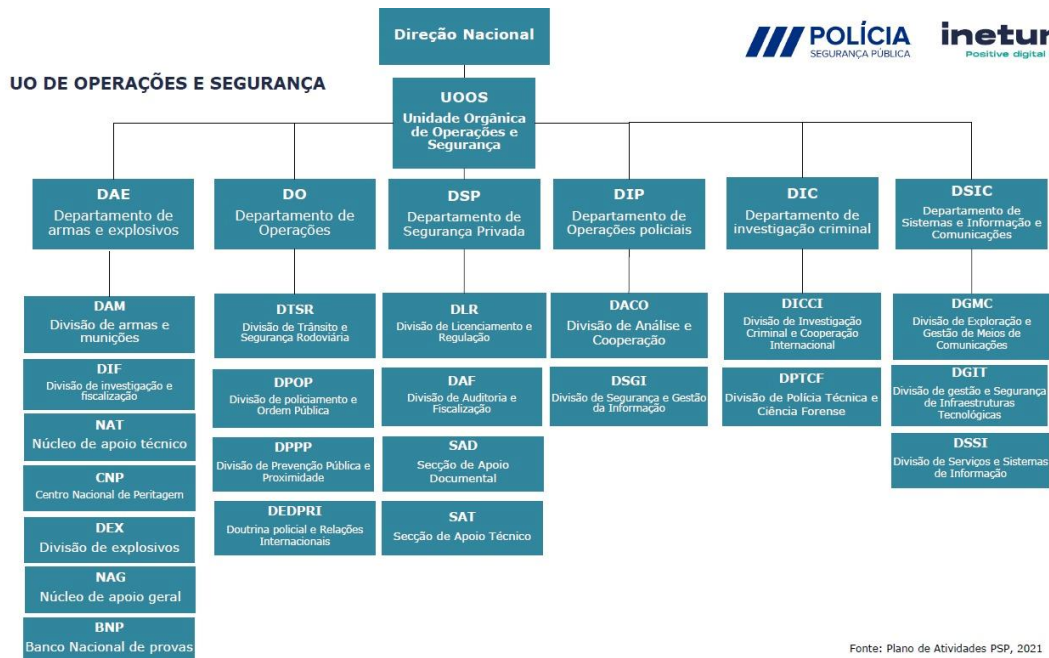 Direção Nacional
POLÍCIA
SEGURANÇA PÚBLICA
Positive digital
UO DE OPERAÇÕES E SEGURANÇA
UOOS
Unidade Orgânica
de Operações e
Segurança
DAE
Departamento de
armas e explosivos
DO
Departamento de
Operações
DSP
Departamento de
Segurança Privada
DIP
Departamento de
Operações policiais
DIC
Departamento de
investigação criminal
DSIC
Departamento de
Sistemas e Informação e
Comunicações
DAM
Divisão de armas e
munições
DIF
Divisão de investigação e
fiscalização
NAT
Núcleo de apoio técnico
CNP
Centro Nacional de Peritagem
DEX
Divisão de explosivos
NAG
Núcleo de apoio geral
BNP
Banco Nacional de provas
DTSR
Divisão de Trânsito e
Segurança Rodoviária
DPOP
Divisão de policiamento e
Ordem Pública
DPPP
Divisão de Prevenção Pública e
Proximidade
DEDPRI
Doutrina policial e Relações
Internacionais
DLR
Divisão de Licenciamento e
Regulação
DAF
Divisão de Auditoria e
Fiscalização
SAD
Secção de Apoio
Documental
SAT
Secção de Apoio Técnico
DACO
Divisão de Análise e
Cooperação
DSGI
Divisão de Segurança e Gestão
da Informação
DICCI
Divisão de Investigação
Criminal e Cooperação
Internacional
DPTCF
Divisão de Polícia Técnica e
Ciência Forense
DGMC
Divisão de Exploração e
Gestão de Meios de
Comunicações
DGIT
Divisão de gestão e Segurança
de Infraestruturas
Tecnológicas
DSSI
Divisão de Serviços e Sistemas
de Informação
Fonte: Plano de Atividades PSP, 2021